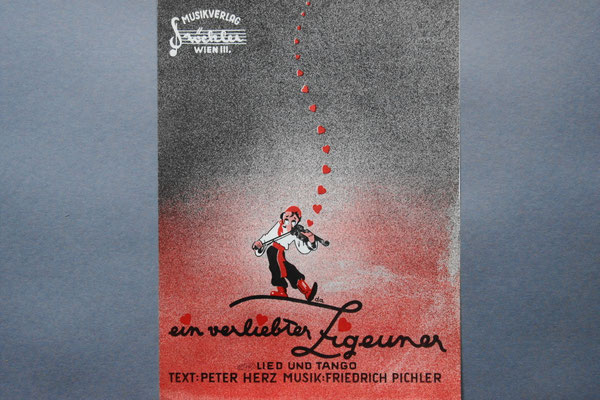 MUSIKVERLAG
WIEN III.
ein verliebter Zigeuner
LIED UND TANGO
TEXT: PETER HERZ MUSIK: FRIEDRICH PICHLER